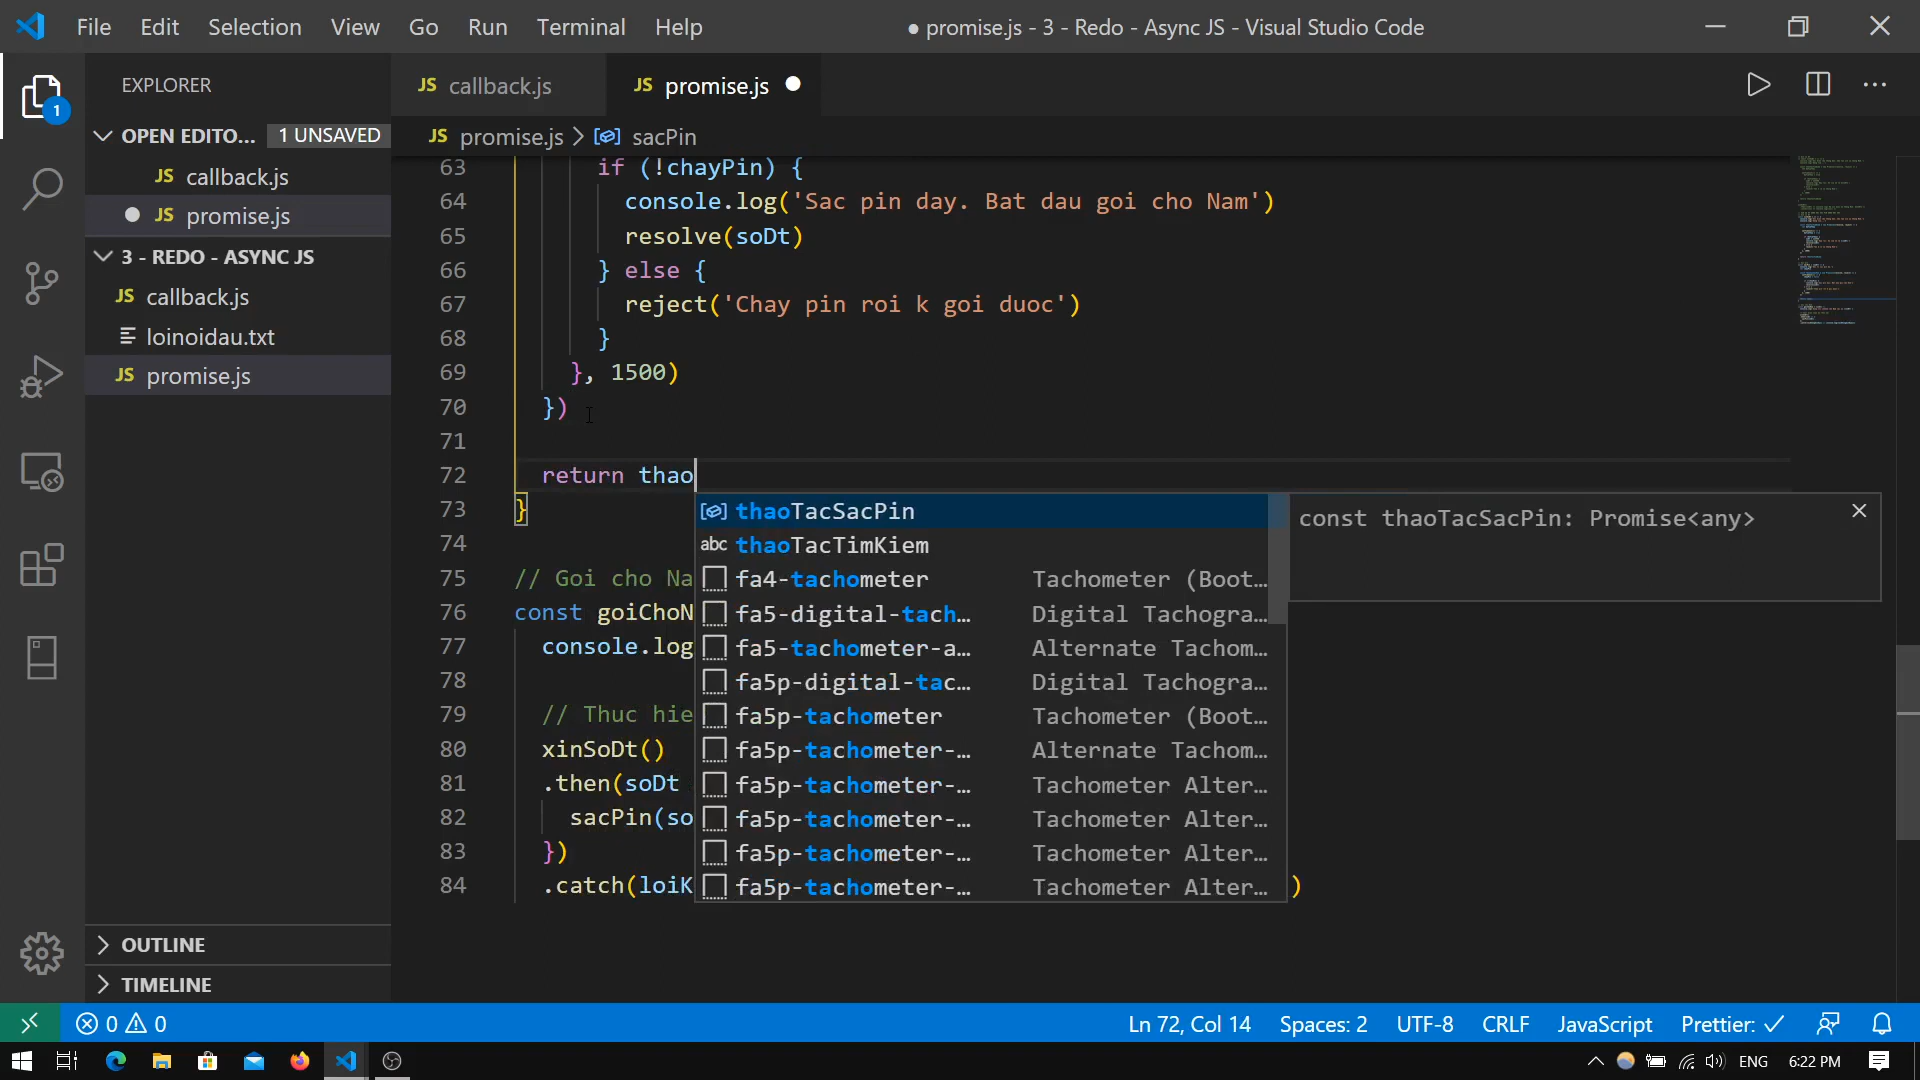 File Edit Selection View Go Run Terminal Help
● promise.js - 3 - Redo - Async JS - Visual Studio Code
EXPLORER
JS callback.js
JS promise.js
OPEN EDITO... 1 UNSAVED
JS promise.js > sacPin
1
JS callback.js
JS promise.js
3 - REDO - ASYNC JS
JS callback.js
loinoidau.txt
JS promise.js
63 if (!chayPin) {
64 console.log('Sac pin day. Bat dau goi cho Nam')
65 resolve(soDt)
66 } else {
67 reject('Chay pin roi k goi duoc')
68 }
69 }, 1500)
70 })
71
72 return thao
73 }
74
75 // Goi cho Na
76 const goiChoN
77 console.log
78
79 // Thuc hie
80 xinSoDt()
81 .then(soDt
82 sacPin(so
83 })
84 .catch(loiK )
thaoTacSacPin
abc thaoTacTimKiem
fa4-tachometer Tachometer (Boot...
fa5-digital-tach... Digital Tachogra...
fa5-tachometer-a... Alternate Tachom...
fa5p-digital-tac... Digital Tachogra...
fa5p-tachometer Tachometer (Boot...
fa5p-tachometer-... Alternate Tachom...
fa5p-tachometer-... Tachometer Alter...
fa5p-tachometer-... Tachometer Alter...
fa5p-tachometer-... Tachometer Alter...
fa5p-tachometer-... Tachometer Alter...
const thaoTacSacPin: Promise<any>
OUTLINE
TIMELINE
0 0
Ln 72, Col 14 Spaces: 2 UTF-8 CRLF JavaScript Prettier: ✓
ENG 6:22 PM